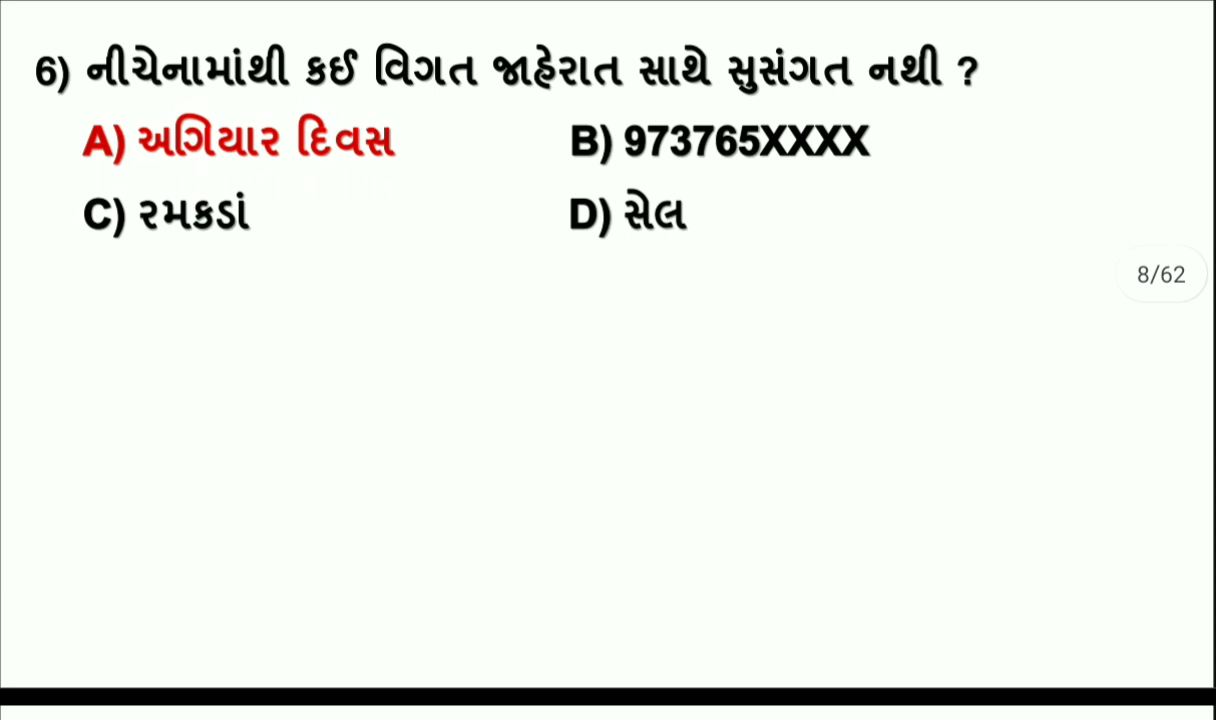 6) નીચેનામાંથી કઈ વિગત જાહેરાત સાથે સુસંગત નથી ?
A) અગિયાર દિવસ B) 973765XXXX
C) રમકડાં D) સેલ
8/62